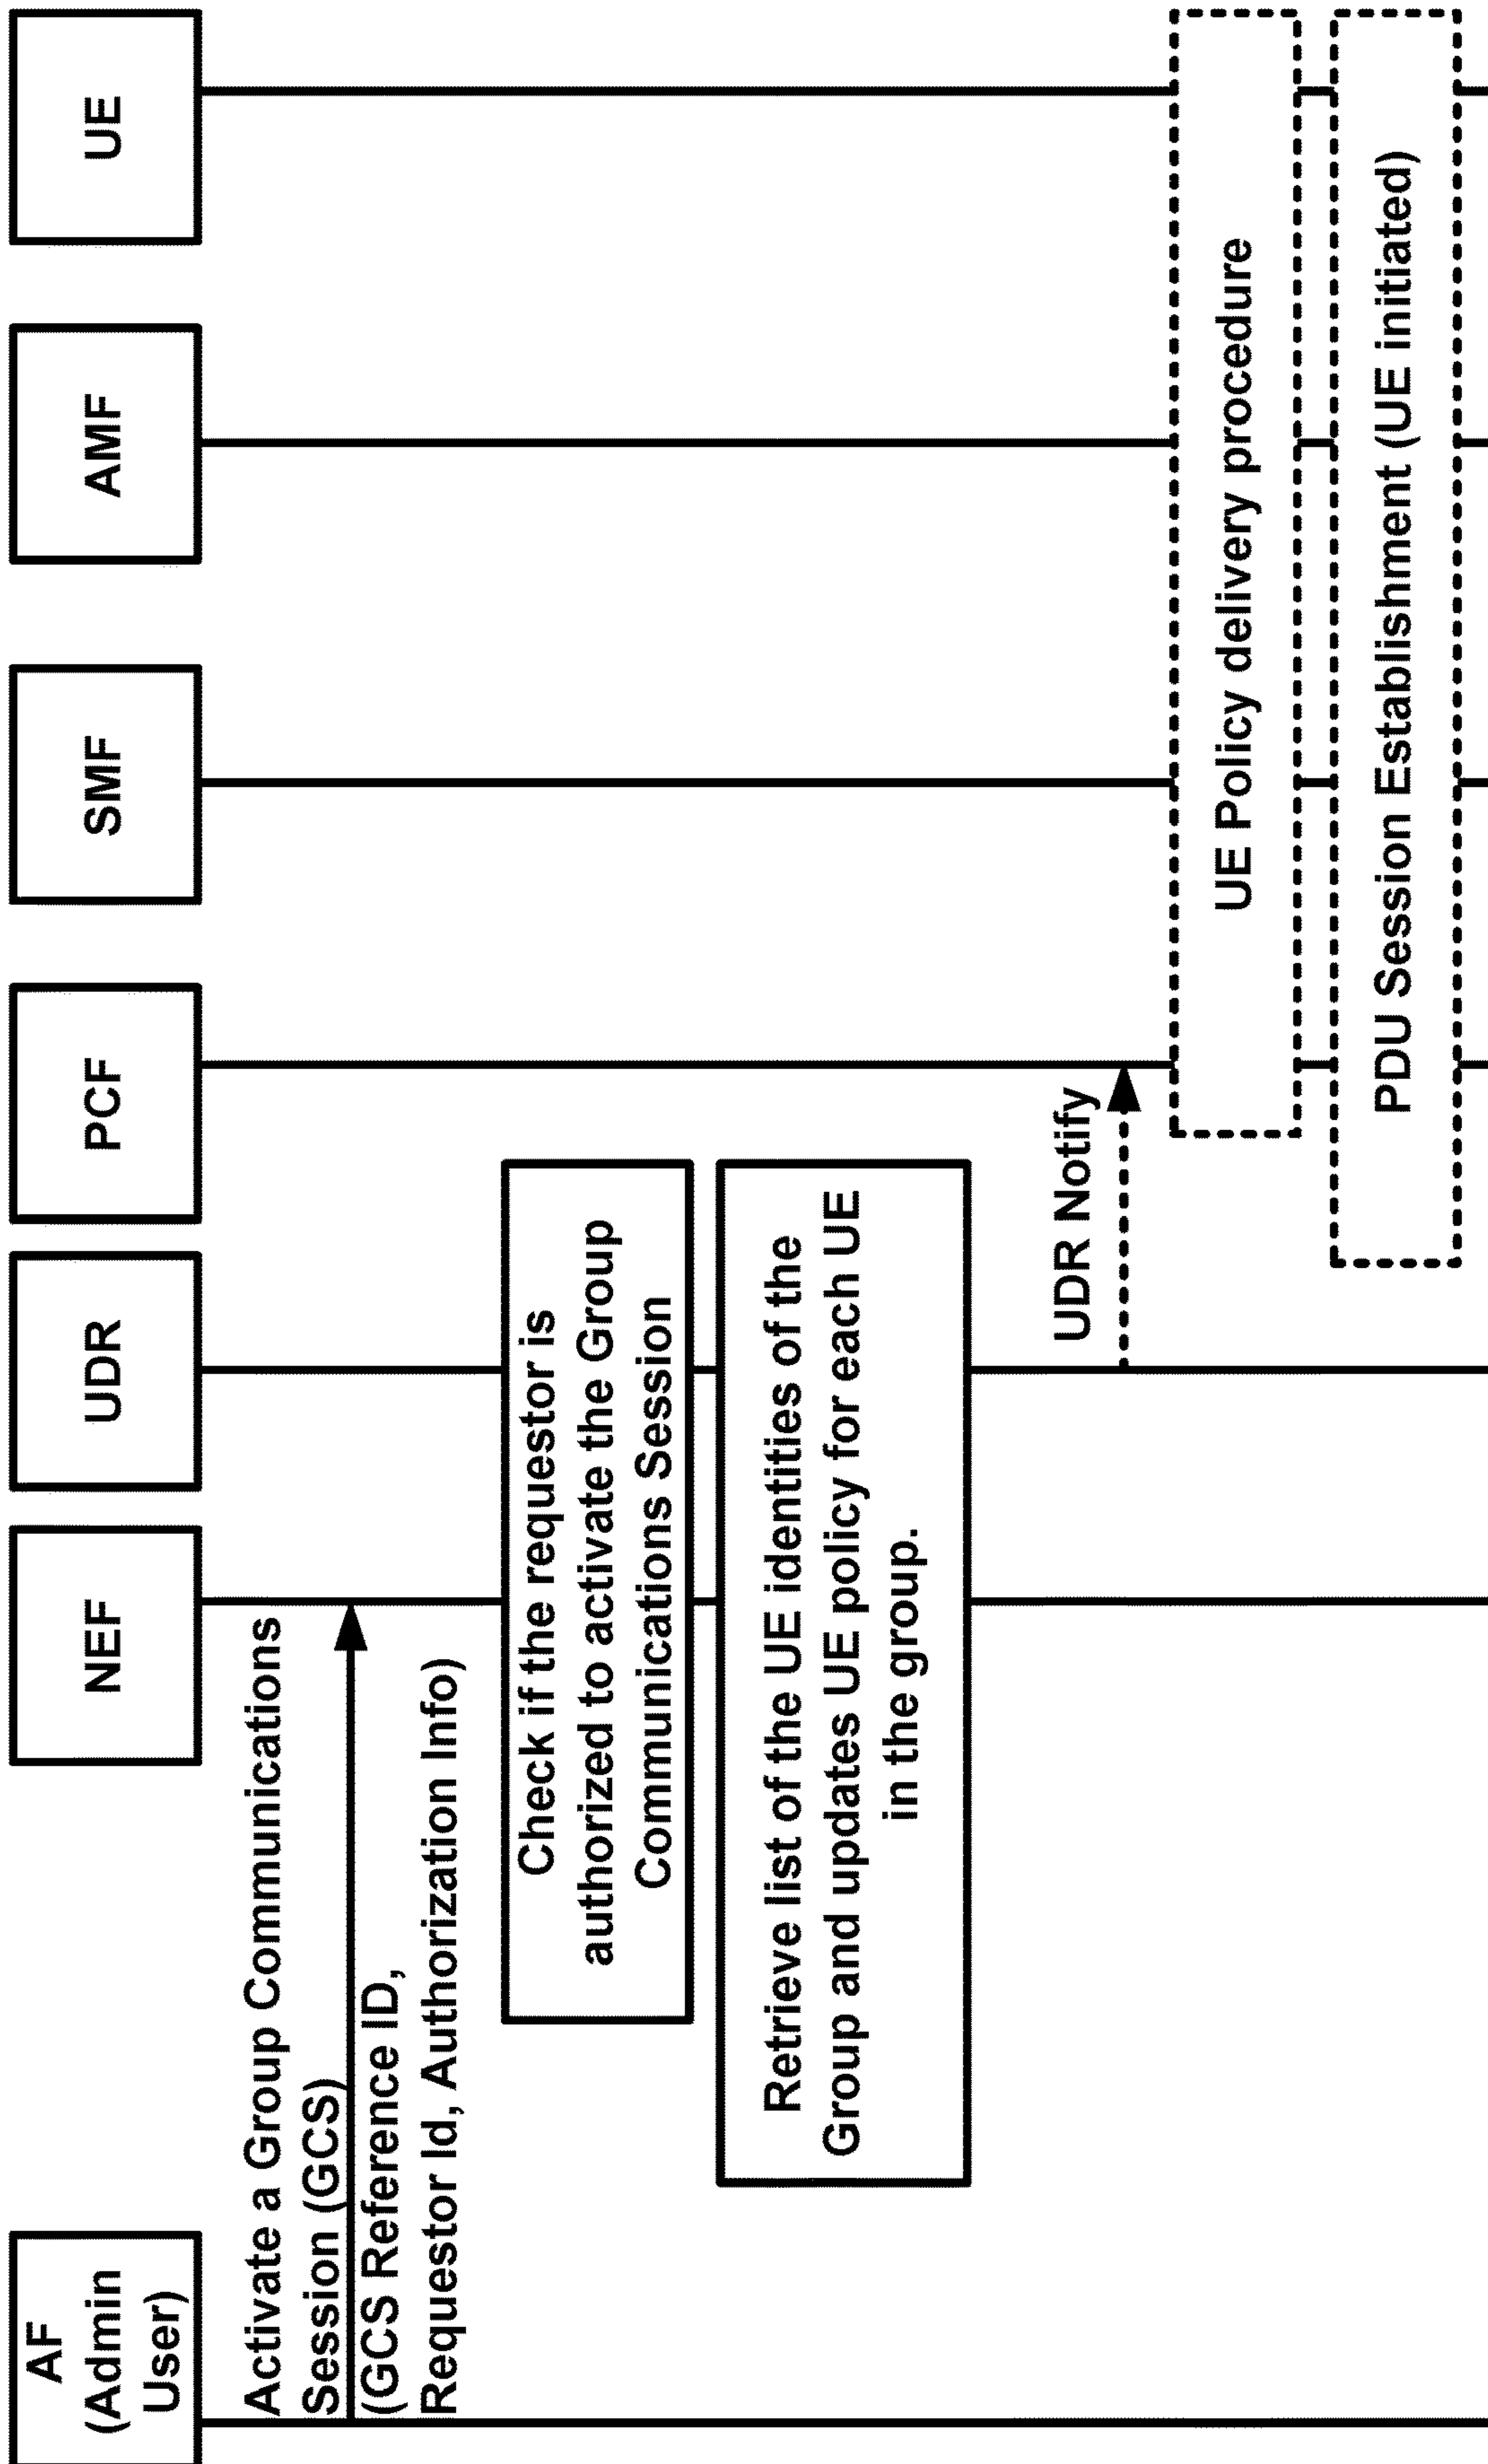 AF
(Admin
User)
NEF
UDR
PCF
SMF
AMF
UE
Activate a Group Communications
Session (GCS)
(GCS Reference ID,
Requestor Id, Authorization Info)
Check if the requestor is
authorized to activate the Group
Communications Session
Retrieve list of the UE identities of the
Group and updates UE policy for each UE
in the group.
UDR Notify
UE Policy delivery procedure
PDU Session Establishment (UE initiated)